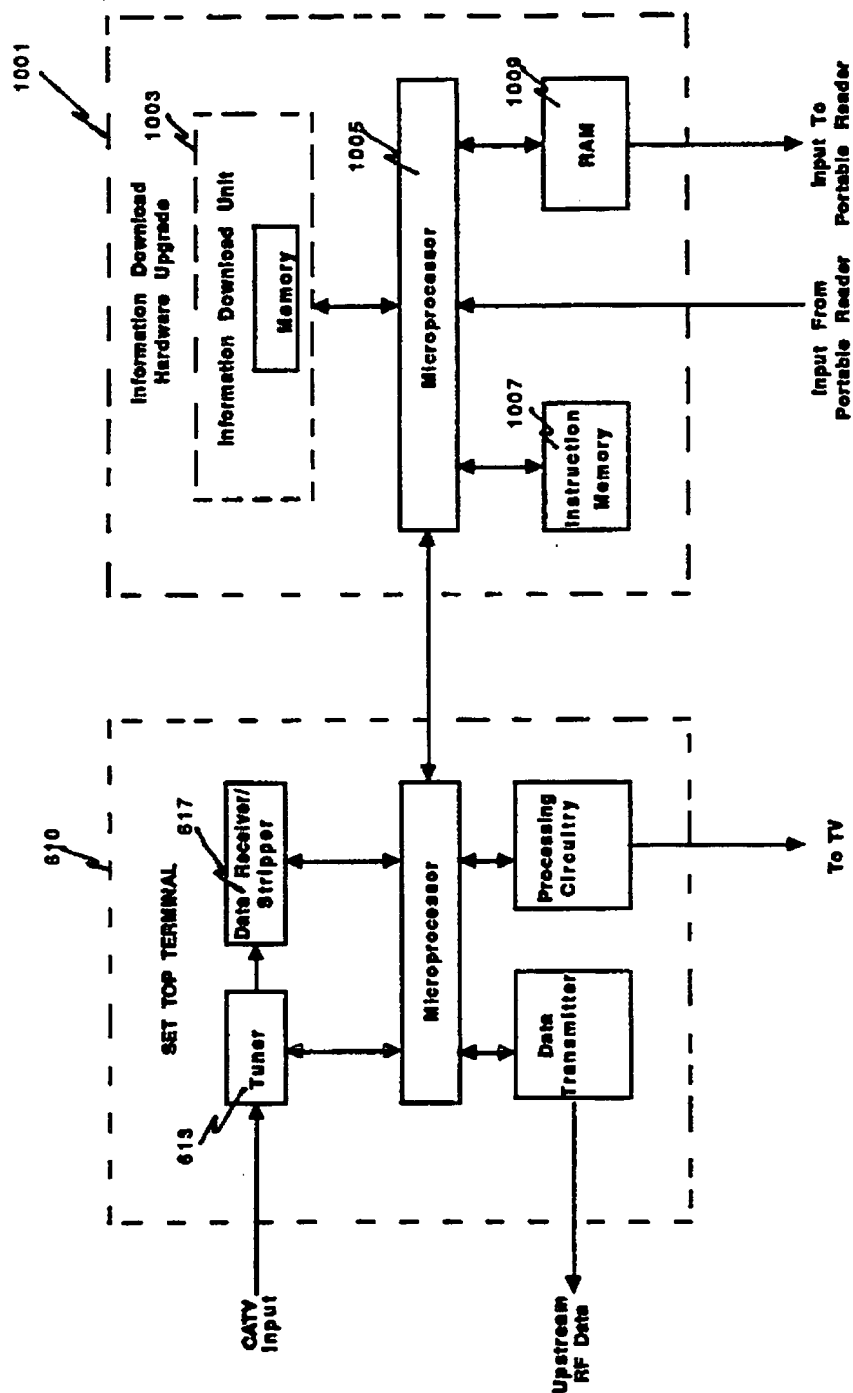 610
SET TOP TERMINAL
CATV
Input
613
Tuner
617
Data Receiver/
Stripper
Microprocessor
Data
Transmitter
Processing
Circuitry
Upstream
RF Data
To TV
1001
Information Download
Hardware Upgrade
1003
Information Download Unit
Memory
1005
Microprocessor
1007
Instruction
Memory
1009
RAM
Input From
Portable Reader
Input To
Portable Reader